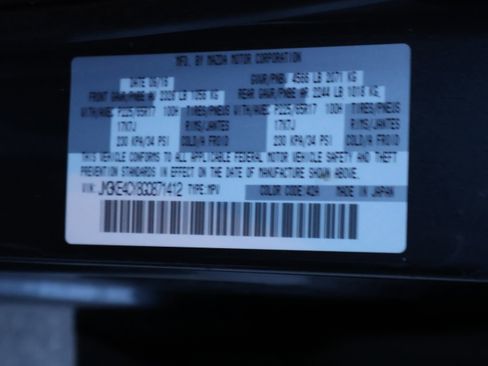 MFD. BY MAZDA MOTOR CORPORATION
DATE 06/16 GVWR/PNBV 4566 LB 2071 KG
FRONT GAWR/PNBE AV 2328 LB 1056 KG REAR GAWR/PNBE AR 2244 LB 1018 KG
WITH/AVEC P225/65R17 100H TIRES/PNEUS WITH/AVEC P225/65R17 100H TIRES/PNEUS
17X7J RIMS/JANTES 17X7J RIMS/JANTES
230 KPA/34 PSI COLD/A FROID 230 KPA/34 PSI COLD/A FROID
THIS VEHICLE CONFORMS TO ALL APPLICABLE FEDERAL MOTOR VEHICLE SAFETY AND THEFT
PREVENTION STANDARDS IN EFFECT ON THE DATE OF MANUFACTURE SHOWN ABOVE.
VIN: TYPE:MPV COLOR CODE:42A MADE IN JAPAN